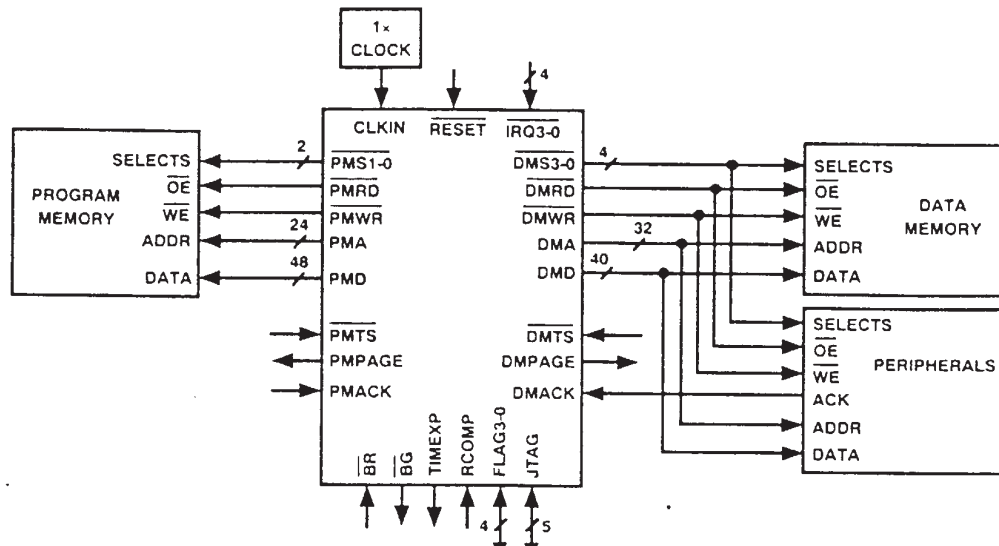 1×
CLOCK
4
CLKIN
RESET
IRQ3-0
PROGRAM
MEMORY
SELECTS
OE
WE
ADDR
DATA
2
24
48
PMS1-0
PMRD
PMWR
PMA
PMD
PMTS
PMPAGE
PMACK
DMS3-0
DMRD
DMWR
DMA
DMD
DMTS
DMPAGE
DMACK
4
32
40
SELECTS
OE
WE
ADDR
DATA
DATA
MEMORY
SELECTS
OE
WE
ACK
ADDR
DATA
PERIPHERALS
BR
BG
TIMEXP
RCOMP
FLAG3-0
JTAG
4
5